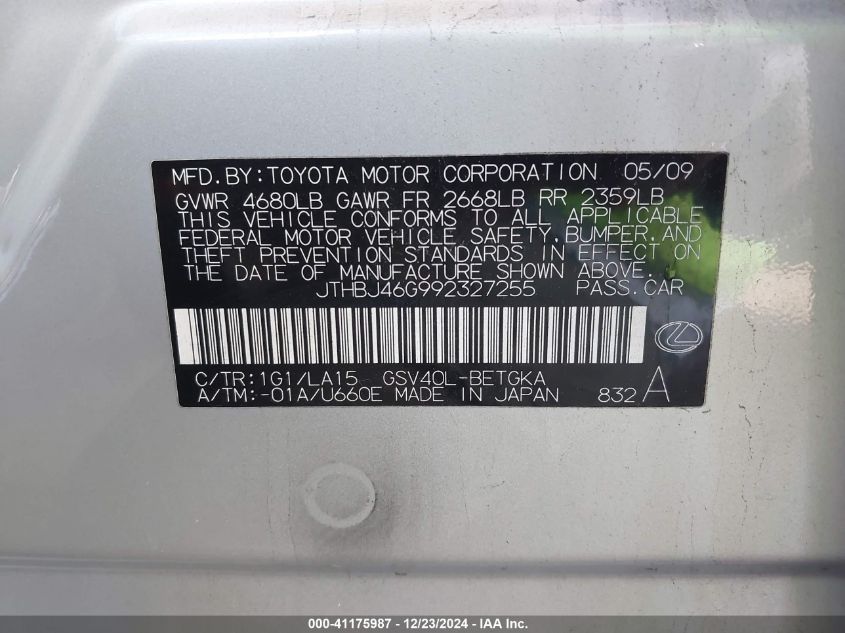 MFD.BY:TOYOTA MOTOR CORPORATION 05/09
GVWR 4680LB GAWR FR 2668LB RR 2359LB
THIS VEHICLE CONFORMS TO ALL APPLICABLE
FEDERAL MOTOR VEHICLE SAFETY,BUMPER,AND
THEFT PREVENTION STANDARDS IN EFFECT ON
THE DATE OF MANUFACTURE SHOWN ABOVE.
JTHBJ46G992327255 PASS.CAR
C/TR:1G1/LA15 GSV40L-BETGKA
A/TM:-01A/U660E MADE IN JAPAN 832 A
000-41175987 - 12/23/2024 - IAA Inc.